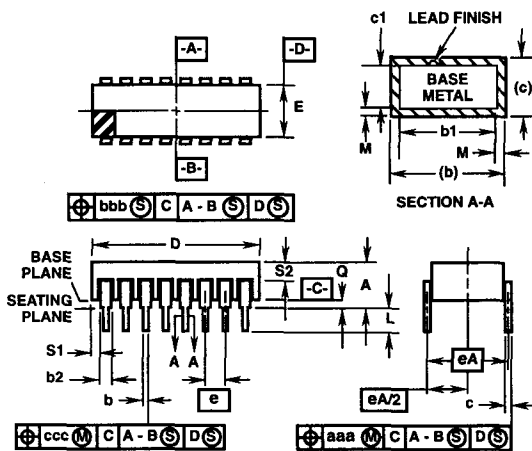 c1
LEAD FINISH
-A-
-D-
E
BASE
METAL
(c)
b1
M
M
(b)
-B-
SECTION A-A
⌖ bbb Ⓢ C A - B Ⓢ D Ⓢ
D
BASE
PLANE
S2
Q
A
-C-
SEATING
PLANE
L
S1
b2
A A
eA
b
e
eA/2
c
⌖ ccc Ⓜ C A - B Ⓢ D Ⓢ
⌖ aaa Ⓜ C A - B Ⓢ D Ⓢ